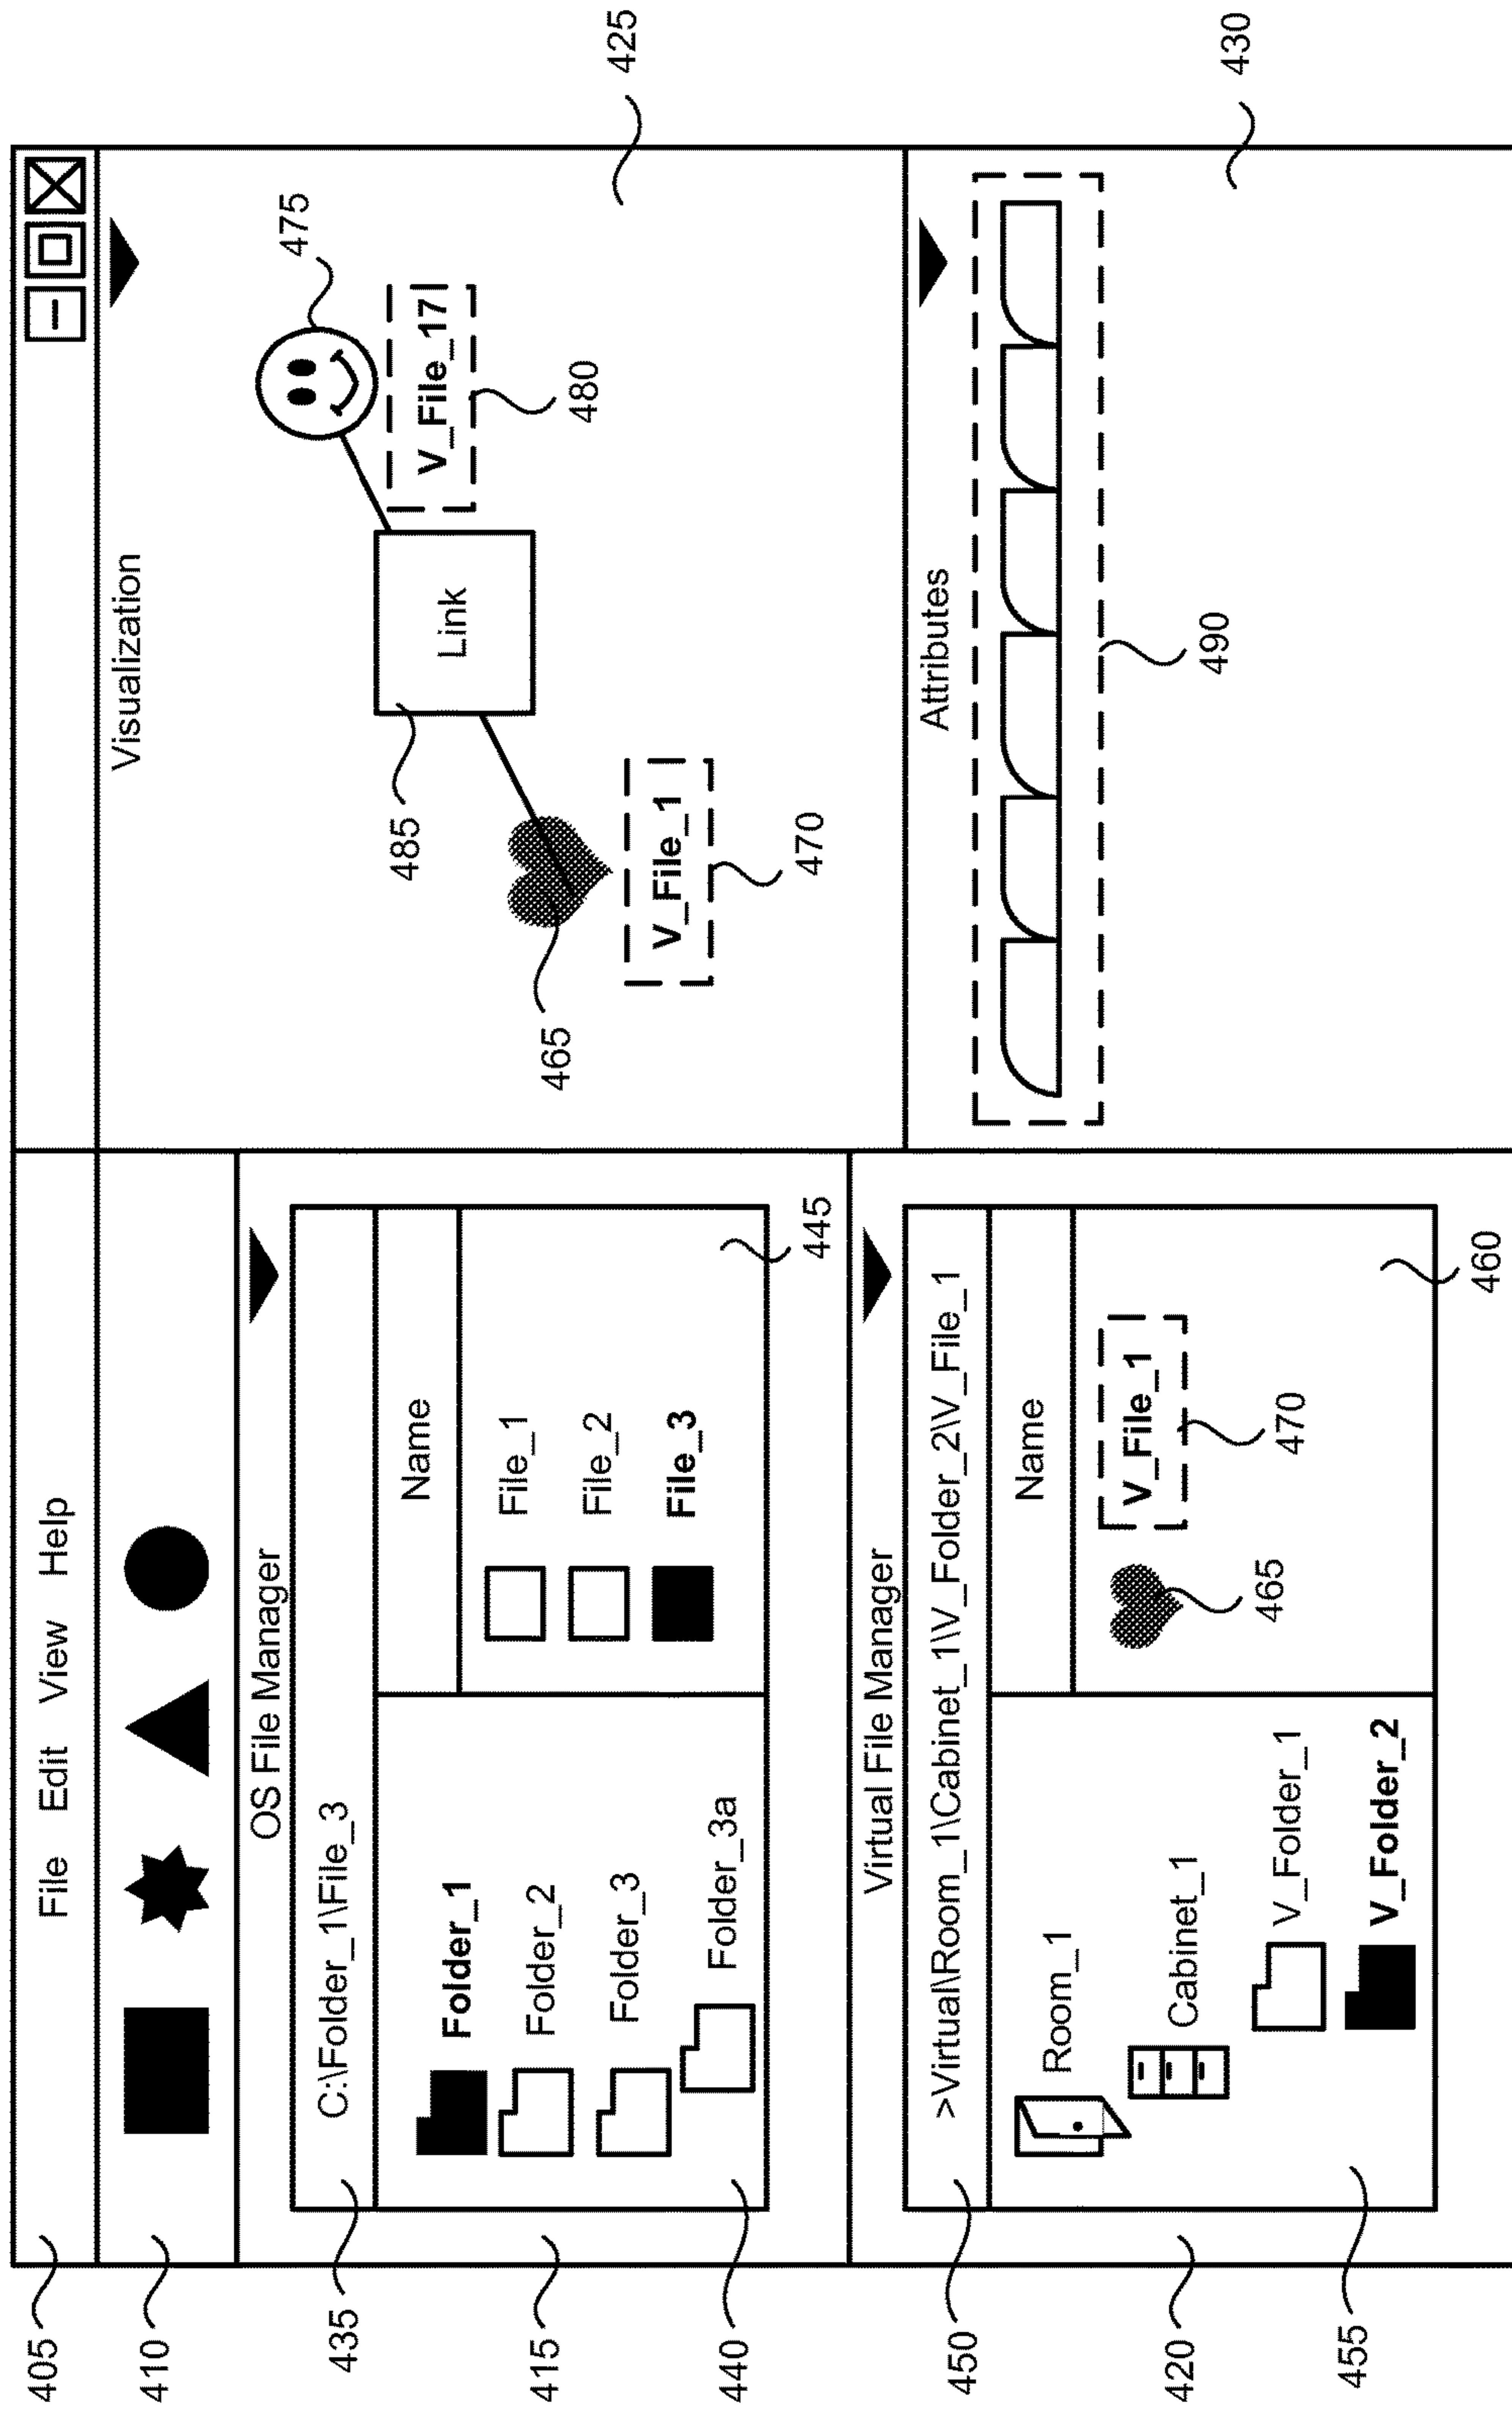 405
File Edit View Help
410
OS File Manager
435
C:\Folder_1\File_3
415
Folder_1
Folder_2
Folder_3
Folder_3a
440
Name
File_1
File_2
File_3
445
Virtual File Manager
450
>Virtual\Room_1\Cabinet_1\V_Folder_2\V_File_1
420
Room_1
Cabinet_1
V_Folder_1
V_Folder_2
455
Name
V_File_1
465
470
460
Visualization
475
V_File_17
480
Link
485
465
V_File_1
470
425
Attributes
490
430